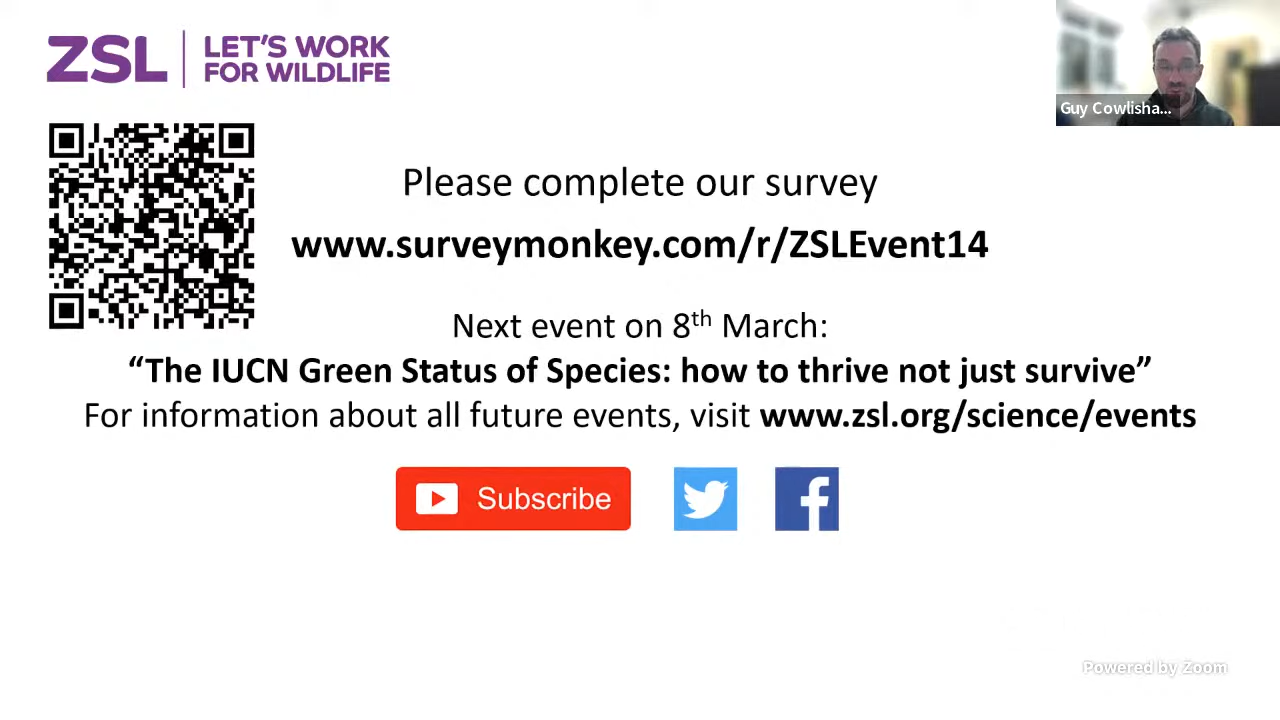 ZSL
LET'S WORK
FOR WILDLIFE
Guy Cowlisha...
Please complete our survey
www.surveymonkey.com/r/ZSLEvent14
Next event on 8th March:
“The IUCN Green Status of Species: how to thrive not just survive”
For information about all future events, visit www.zsl.org/science/events
Subscribe
Powered by Zoom